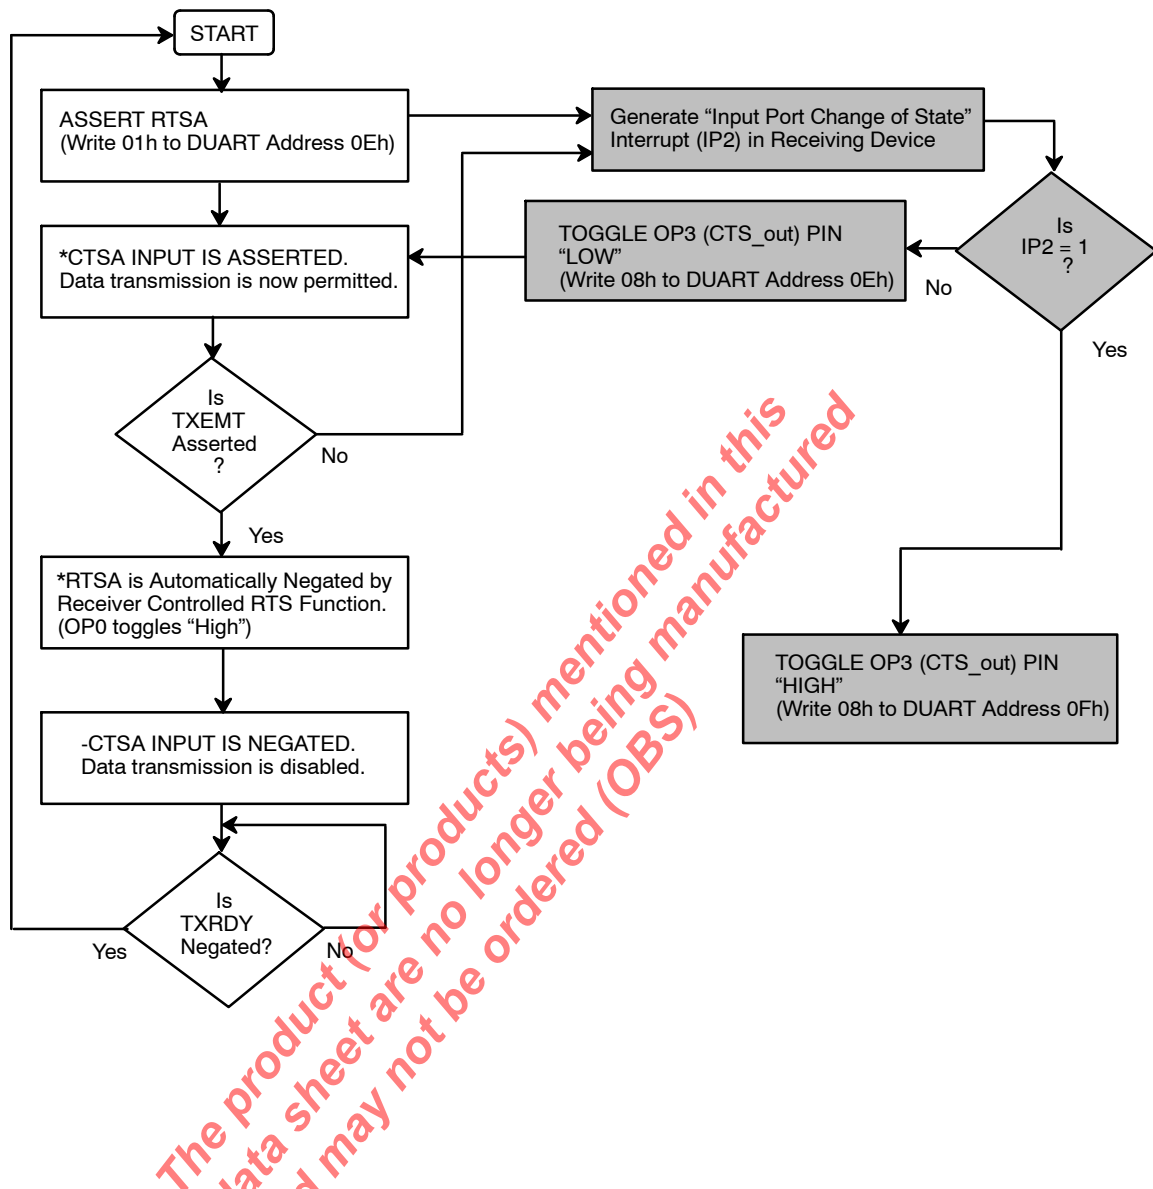 START
ASSERT RTSA
(Write 01h to DUART Address 0Eh)
Generate “Input Port Change of State”
Interrupt (IP2) in Receiving Device
Is
IP2 = 1
?
No
Yes
TOGGLE OP3 (CTS_out) PIN
“LOW”
(Write 08h to DUART Address 0Eh)
*CTSA INPUT IS ASSERTED.
Data transmission is now permitted.
Is
TXEMT
Asserted
?
No
Yes
*RTSA is Automatically Negated by
Receiver Controlled RTS Function.
(OP0 toggles “High”)
TOGGLE OP3 (CTS_out) PIN
“HIGH”
(Write 08h to DUART Address 0Fh)
-CTSA INPUT IS NEGATED.
Data transmission is disabled.
Is
TXRDY
Negated?
Yes
No
The product (or products) mentioned in this
data sheet are no longer being manufactured
may not be ordered (OBS)